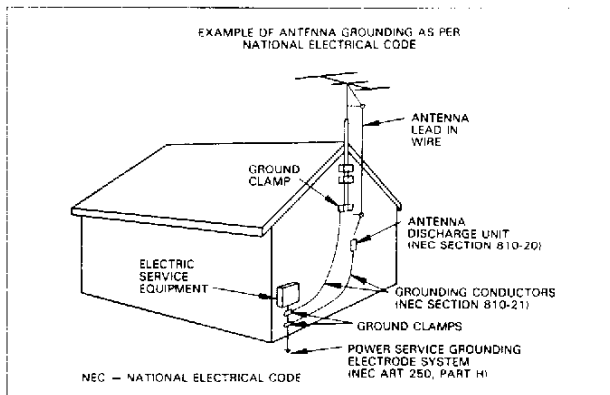 EXAMPLE OF ANTENNA GROUNDING AS PER
NATIONAL ELECTRICAL CODE
ANTENNA
LEAD IN
WIRE
GROUND
CLAMP
ANTENNA
DISCHARGE UNIT
(NEC SECTION 810-20)
ELECTRIC
SERVICE
EQUIPMENT
GROUNDING CONDUCTORS
(NEC SECTION 810-21)
GROUND CLAMPS
POWER SERVICE GROUNDING
ELECTRODE SYSTEM
(NEC ART 250, PART H)
NEC — NATIONAL ELECTRICAL CODE